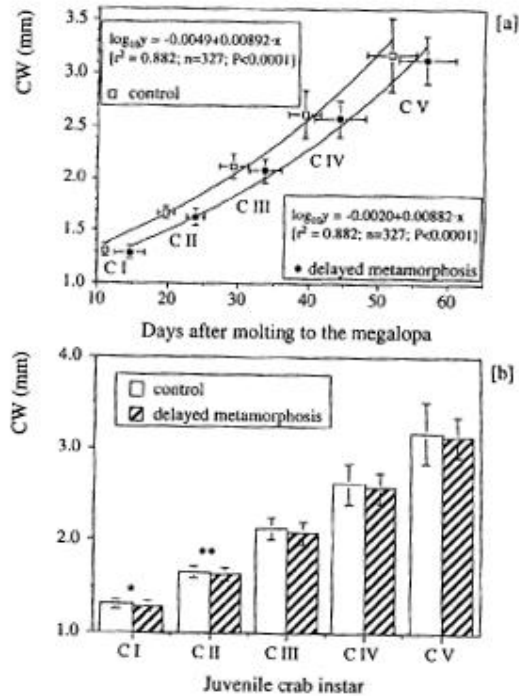 [a]
CW (mm)
3.5
3.0
2.5
2.0
1.5
1.0
log₁₀y = -0.0049+0.00892·x
[r² = 0.882; n=327; P<0.0001]
control
C I
C II
C III
C IV
C V
log₁₀y = -0.0020+0.00882·x
[r² = 0.882; n=327; P<0.0001]
delayed metamorphosis
10 20 30 40 50 60
Days after molting to the megalopa
[b]
CW (mm)
4.0
3.0
2.0
1.0
control
delayed metamorphosis
*
**
C I C II C III C IV C V
Juvenile crab instar